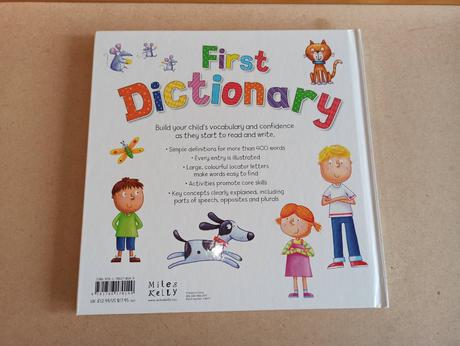 First
Dictionary
Build your child's vocabulary and confidence
as they start to read and write.
• Simple definitions for more than 400 words
• Every entry is illustrated
• Large, colourful locator letters
make words easy to find
• Activities promote core skills
• Key concepts clearly explained, including
parts of speech, opposites and plurals
Miles
Kelly